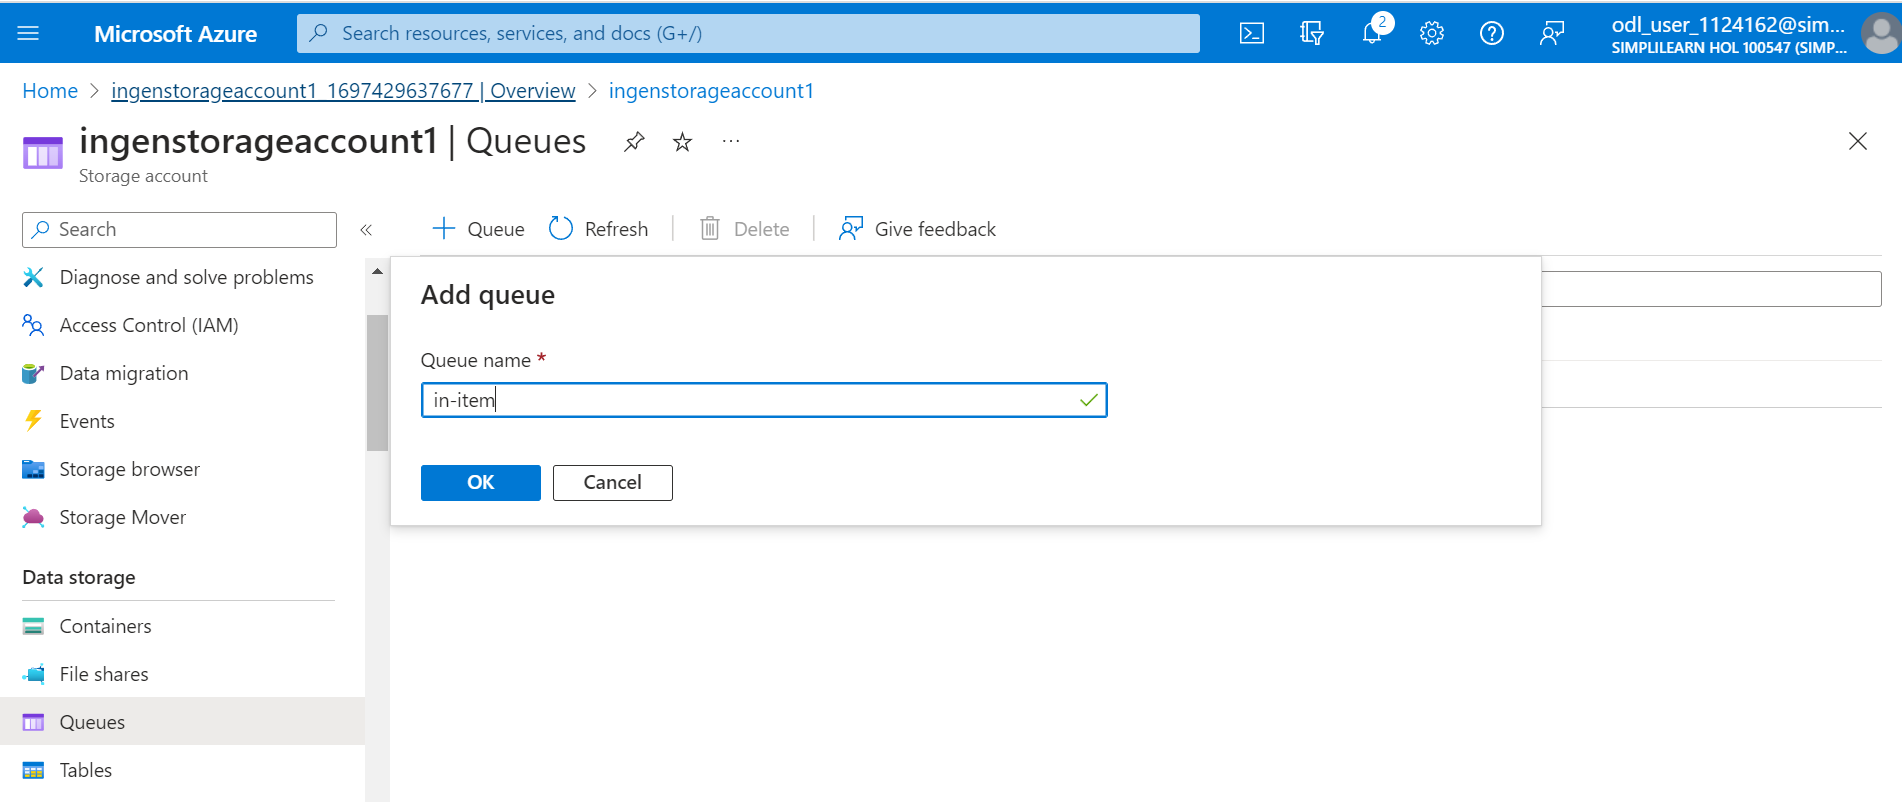 Microsoft Azure
Search resources, services, and docs (G+/)
2
odl_user_1124162@sim...
SIMPLILEARN HOL 100547 (SIMP...
Home > ingenstorageaccount1_1697429637677 | Overview > ingenstorageaccount1
ingenstorageaccount1 | Queues
Storage account
Search
Queue
Refresh
Delete
Give feedback
Diagnose and solve problems
Access Control (IAM)
Data migration
Events
Storage browser
Storage Mover
Data storage
Containers
File shares
Queues
Tables
Add queue
Queue name *
in-item
OK
Cancel